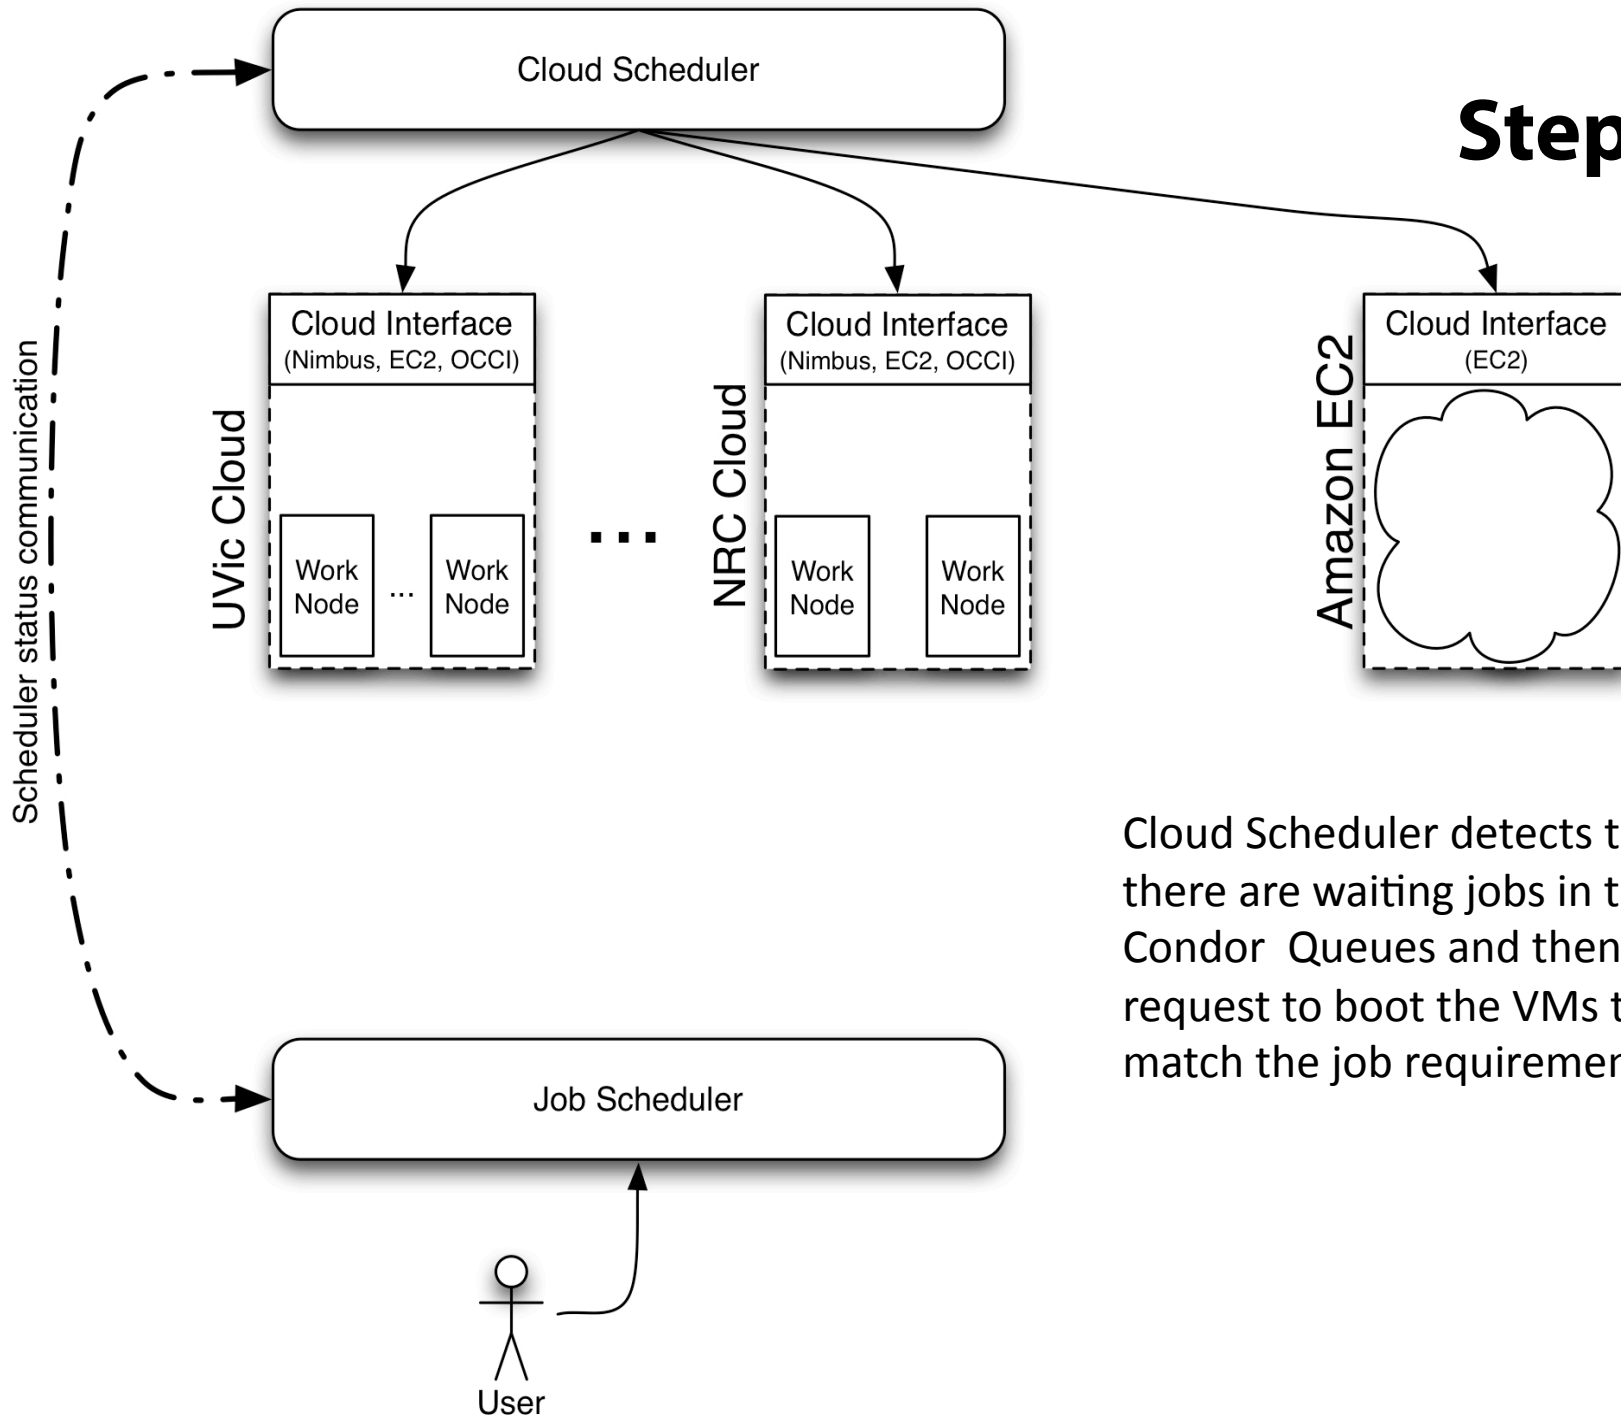 Cloud Scheduler
Step
Scheduler status communication
UVic Cloud
Cloud Interface
(Nimbus, EC2, OCCI)
Work
Node
...
Work
Node
...
NRC Cloud
Cloud Interface
(Nimbus, EC2, OCCI)
Work
Node
Work
Node
Amazon EC2
Cloud Interface
(EC2)
Cloud Scheduler detects t
there are waiting jobs in t
Condor  Queues and then
request to boot the VMs t
match the job requiremen
Job Scheduler
User